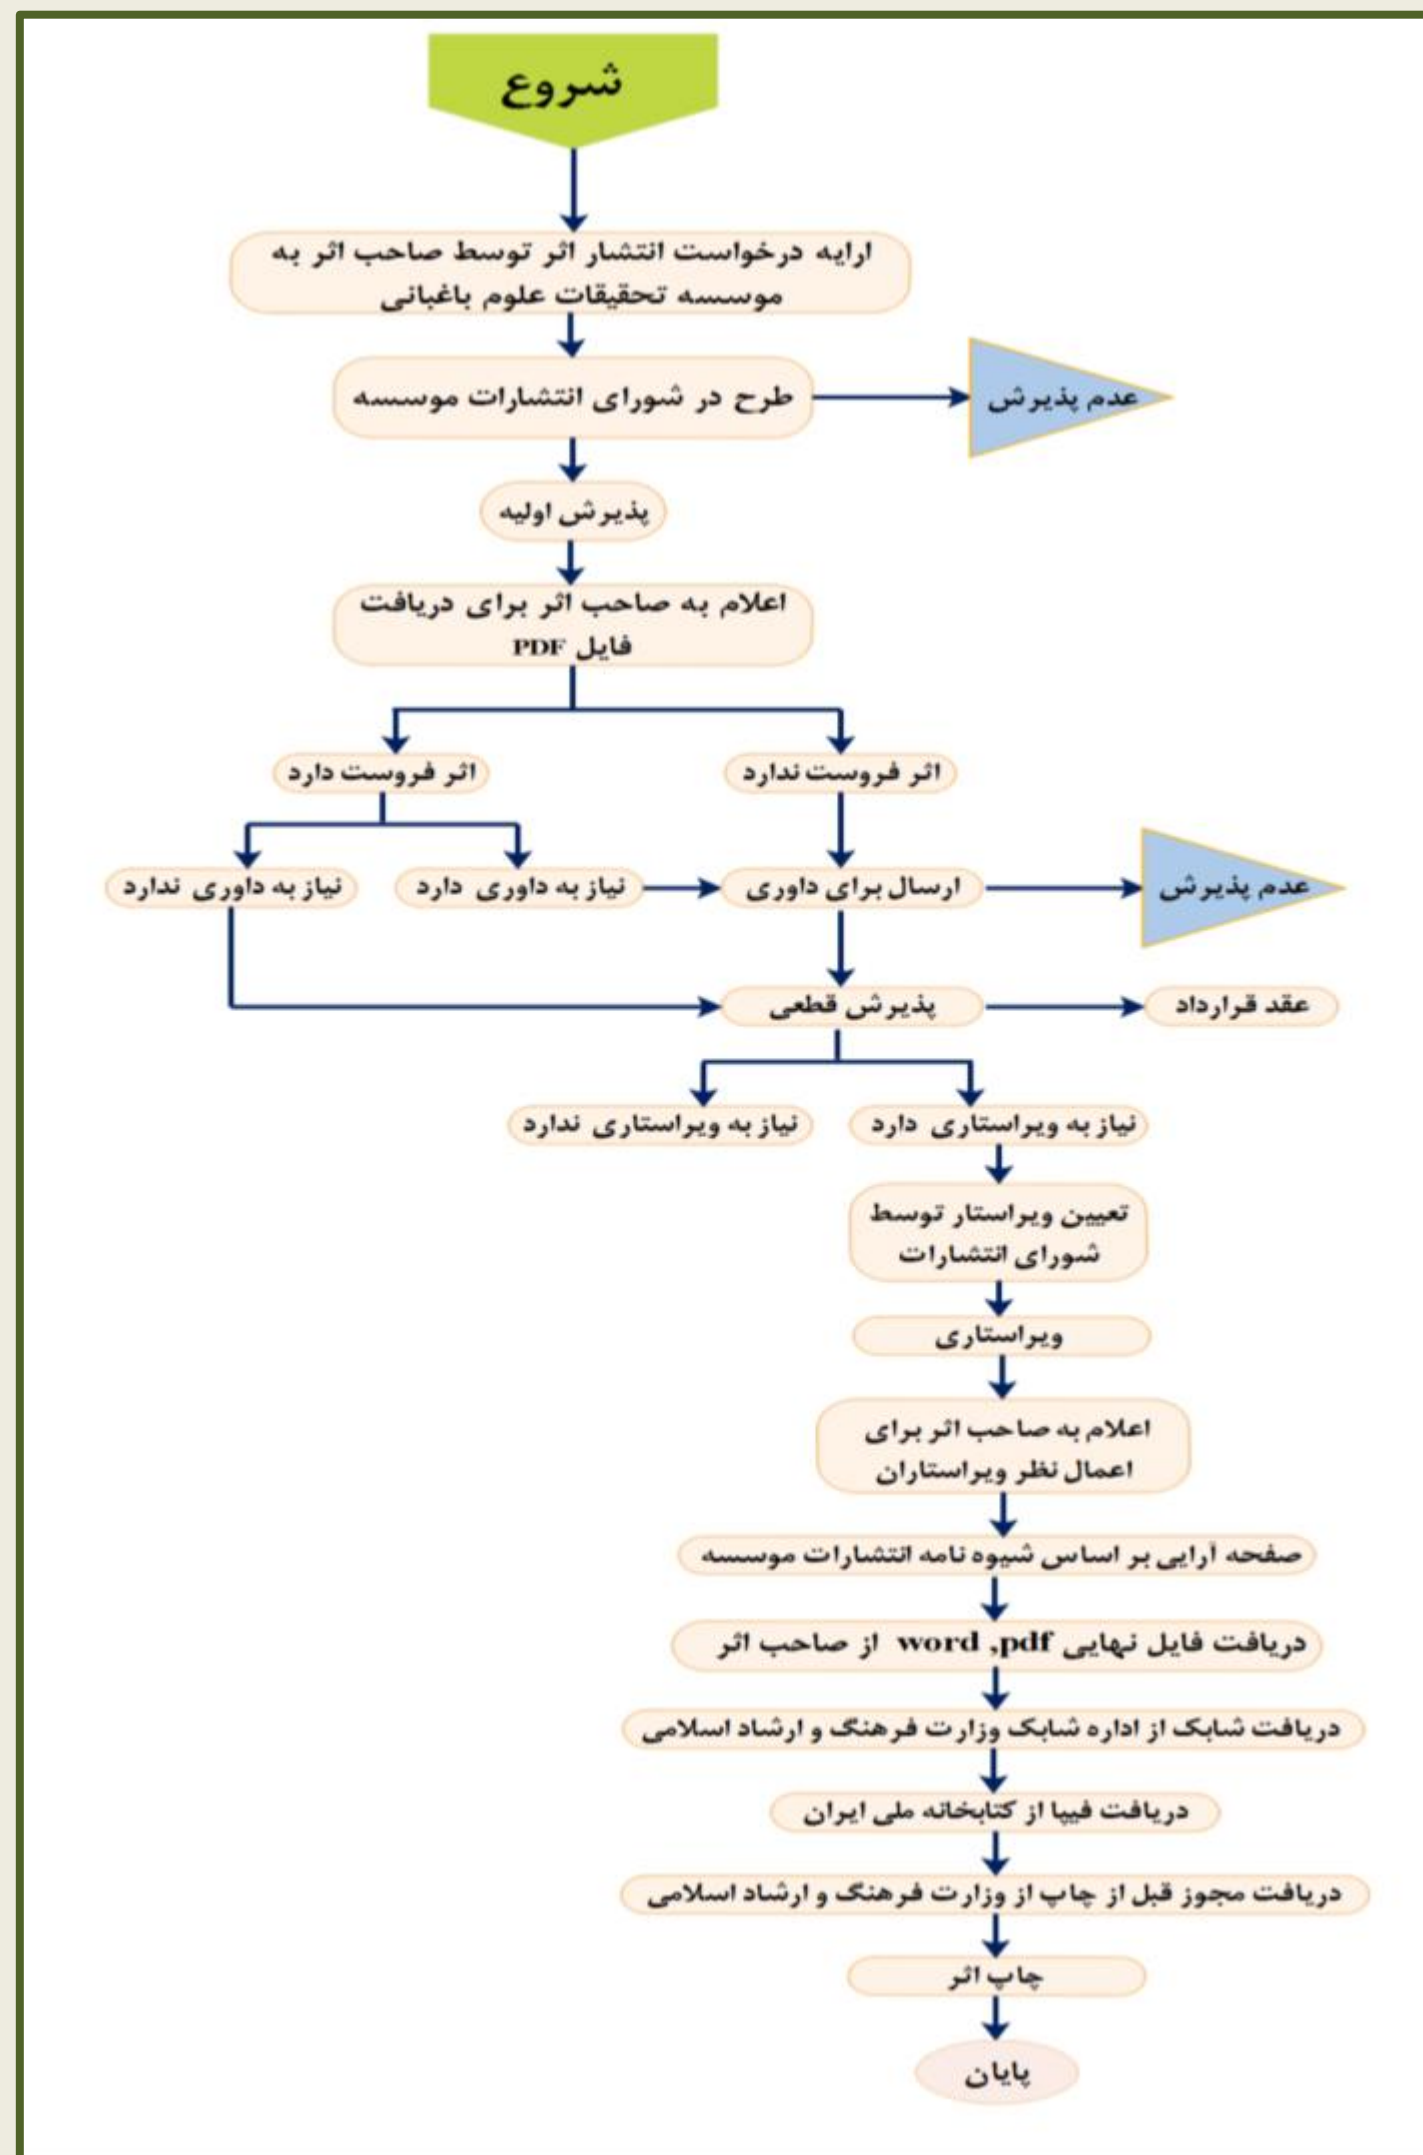 شروع
ارایه درخواست انتشار اثر توسط صاحب اثر به
موسسه تحقیقات علوم باغبانی
طرح در شورای انتشارات موسسه
عدم پذیرش
پذیرش اولیه
اعلام به صاحب اثر برای دریافت
فایل PDF
اثر فروست ندارد
اثر فروست دارد
عدم پذیرش
ارسال برای داوری
نیاز به داوری دارد
نیاز به داوری ندارد
عقد قرارداد
پذیرش قطعی
نیاز به ویراستاری دارد
نیاز به ویراستاری ندارد
تعیین ویراستار توسط
شورای انتشارات
ویراستاری
اعلام به صاحب اثر برای
اعمال نظر ویراستاران
صفحه آرایی بر اساس شیوه نامه انتشارات موسسه
دریافت فایل نهایی word ,pdf از صاحب اثر
دریافت شابک از اداره شابک وزارت فرهنگ و ارشاد اسلامی
دریافت فیپا از کتابخانه ملی ایران
دریافت مجوز قبل از چاپ از وزارت فرهنگ و ارشاد اسلامی
چاپ اثر
پایان